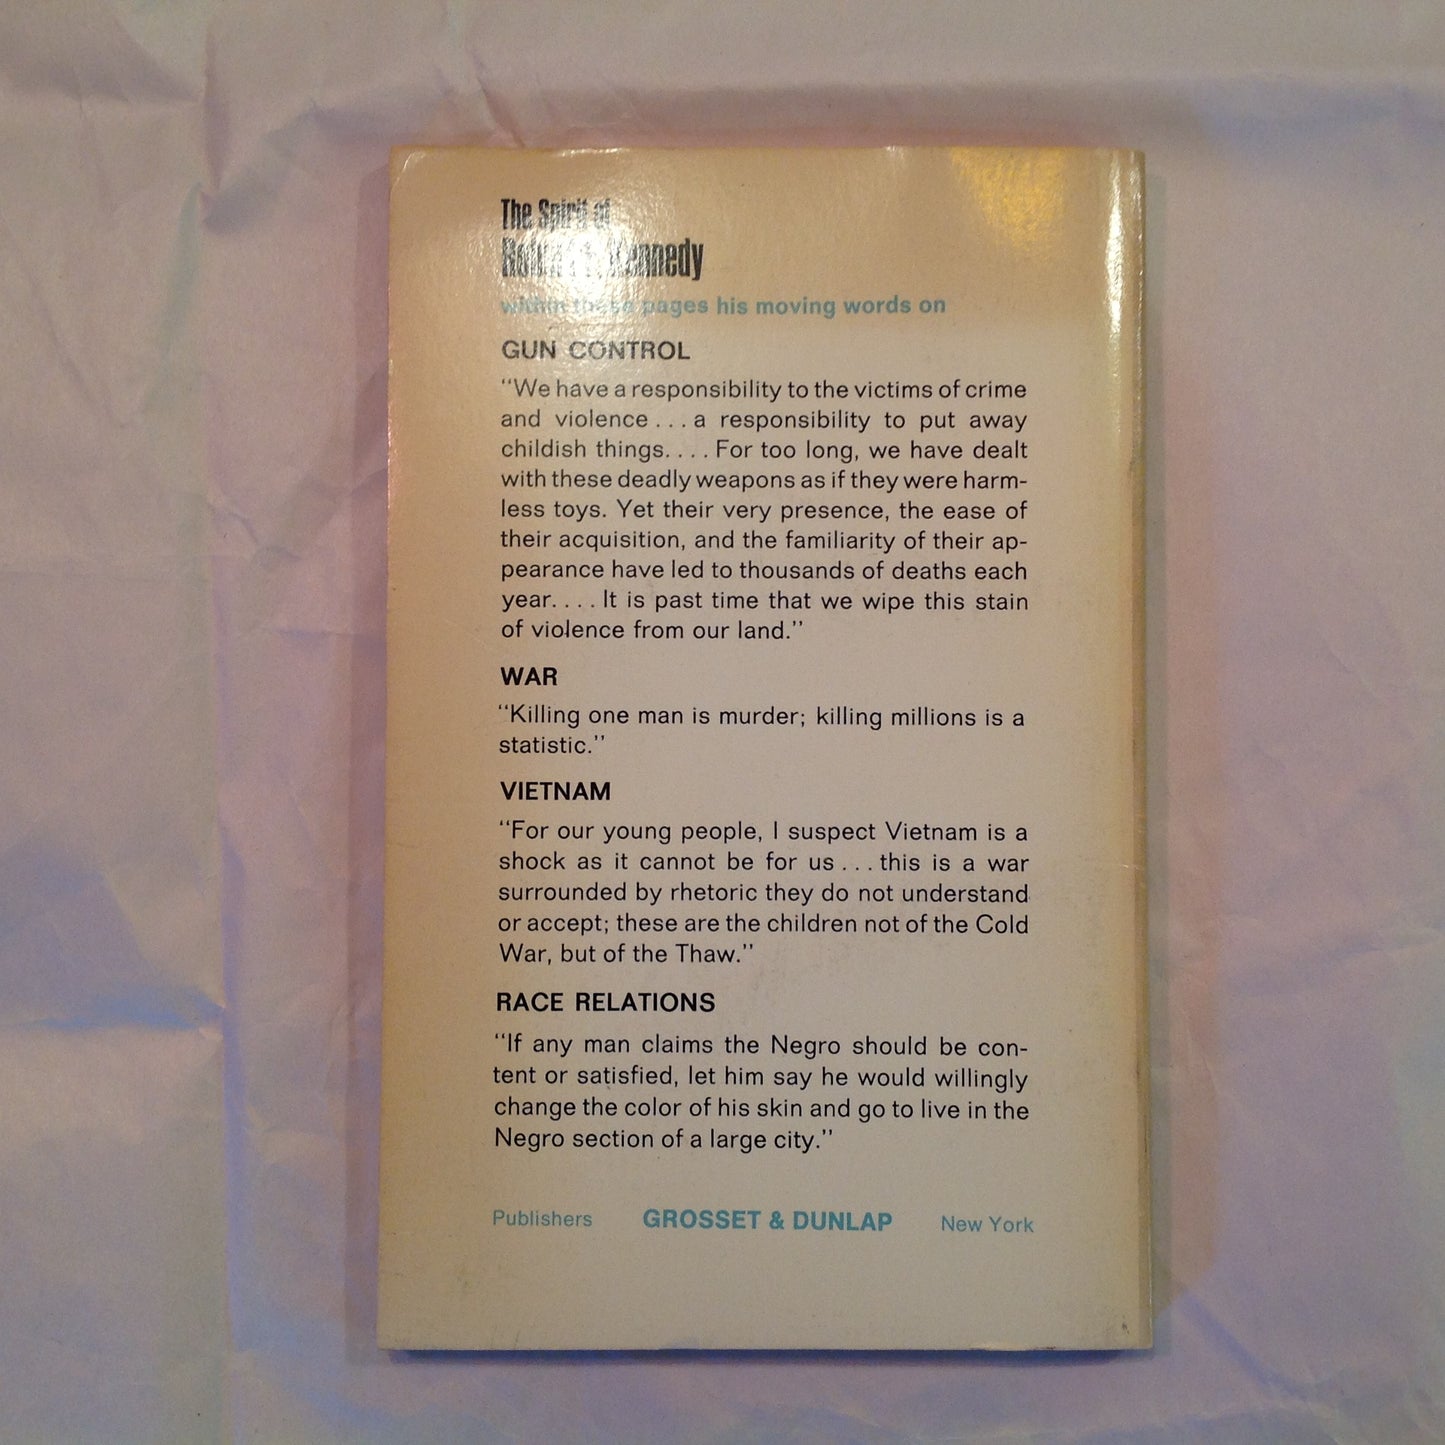 The Spirit of
Robert F. Kennedy
within these pages his moving words on
GUN CONTROL
"We have a responsibility to the victims of crime
and violence . . . a responsibility to put away
childish things. . . . For too long, we have dealt
with these deadly weapons as if they were harm-
less toys. Yet their very presence, the ease of
their acquisition, and the familiarity of their ap-
pearance have led to thousands of deaths each
year. . . . It is past time that we wipe this stain
of violence from our land."
WAR
"Killing one man is murder; killing millions is a
statistic."
VIETNAM
"For our young people, I suspect Vietnam is a
shock as it cannot be for us . . . this is a war
surrounded by rhetoric they do not understand
or accept; these are the children not of the Cold
War, but of the Thaw."
RACE RELATIONS
"If any man claims the Negro should be con-
tent or satisfied, let him say he would willingly
change the color of his skin and go to live in the
Negro section of a large city."
Publishers GROSSET & DUNLAP New York